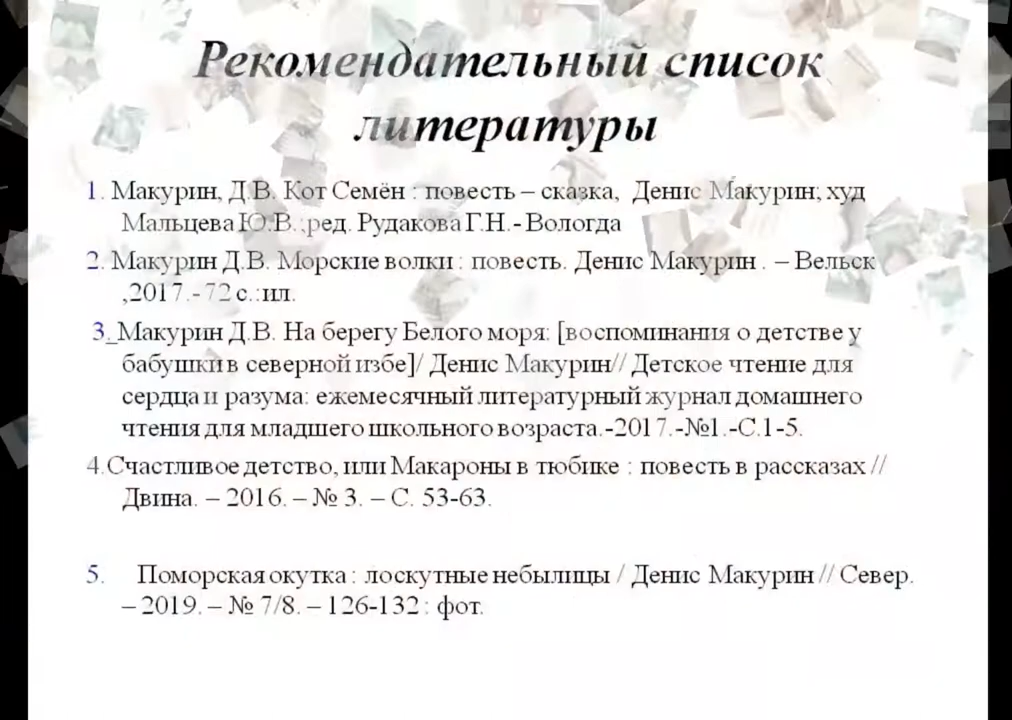 Рекомендательный список
литературы
1. Макурин, Д.В. Кот Семён : повесть – сказка, Денис Макурин; худ
Мальцева Ю.В. ;ред. Рудакова Г.Н.- Вологда
2. Макурин Д.В. Морские волки : повесть. Денис Макурин . – Вельск
,2017.- 72 с.:ил.
3. Макурин Д.В. На берегу Белого моря: [воспоминания о детстве у
бабушки в северной избе]/ Денис Макурин// Детское чтение для
сердца и разума: ежемесячный литературный журнал домашнего
чтения для младшего школьного возраста.-2017.-№1.-С.1-5.
4.Счастливое детство, или Макароны в тюбике : повесть в рассказах //
Двина. – 2016. – № 3. – С. 53-63.
5. Поморская окутка : лоскутные небылицы / Денис Макурин // Север.
– 2019. – № 7/8. – 126-132 : фот.